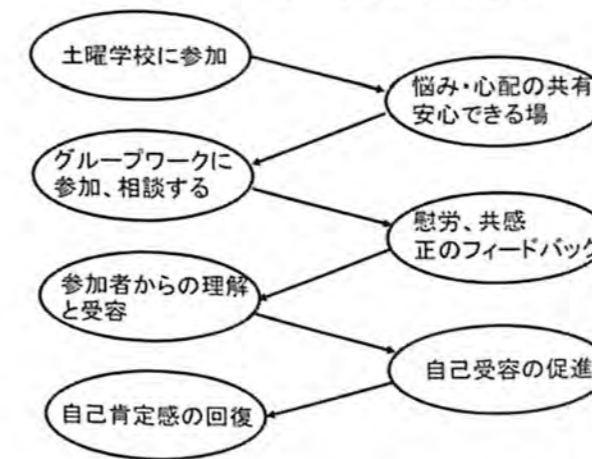 土曜学校に参加
悩み・心配の共有
安心できる場
グループワークに
参加、相談する
慰労、共感
正のフィードバック
参加者からの理解
と受容
自己受容の促進
自己肯定感の回復